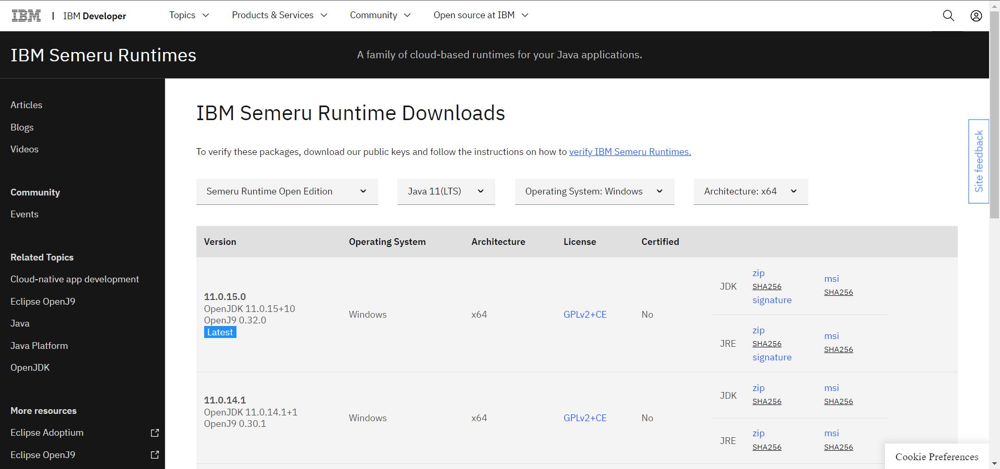 IBM | IBM Developer
Topics
Products & Services
Community
Open source at IBM
IBM Semeru Runtimes
A family of cloud-based runtimes for your Java applications.
Articles
Blogs
Videos
Community
Events
Related Topics
Cloud-native app development
Eclipse OpenJ9
Java
Java Platform
OpenJDK
More resources
Eclipse Adoptium
Eclipse OpenJ9
IBM Semeru Runtime Downloads
To verify these packages, download our public keys and follow the instructions on how to verify IBM Semeru Runtimes.
Semeru Runtime Open Edition
Java 11(LTS)
Operating System: Windows
Architecture: x64
Version
Operating System
Architecture
License
Certified
11.0.15.0
OpenJDK 11.0.15+10
OpenJ9 0.32.0
Latest
Windows
x64
GPLv2+CE
No
JDK
zip
SHA256
signature
msi
SHA256
JRE
zip
SHA256
signature
msi
SHA256
11.0.14.1
OpenJDK 11.0.14.1+1
OpenJ9 0.30.1
Windows
x64
GPLv2+CE
No
JDK
zip
SHA256
msi
SHA256
JRE
zip
SHA256
msi
SHA256
Site feedback
Cookie Preferences